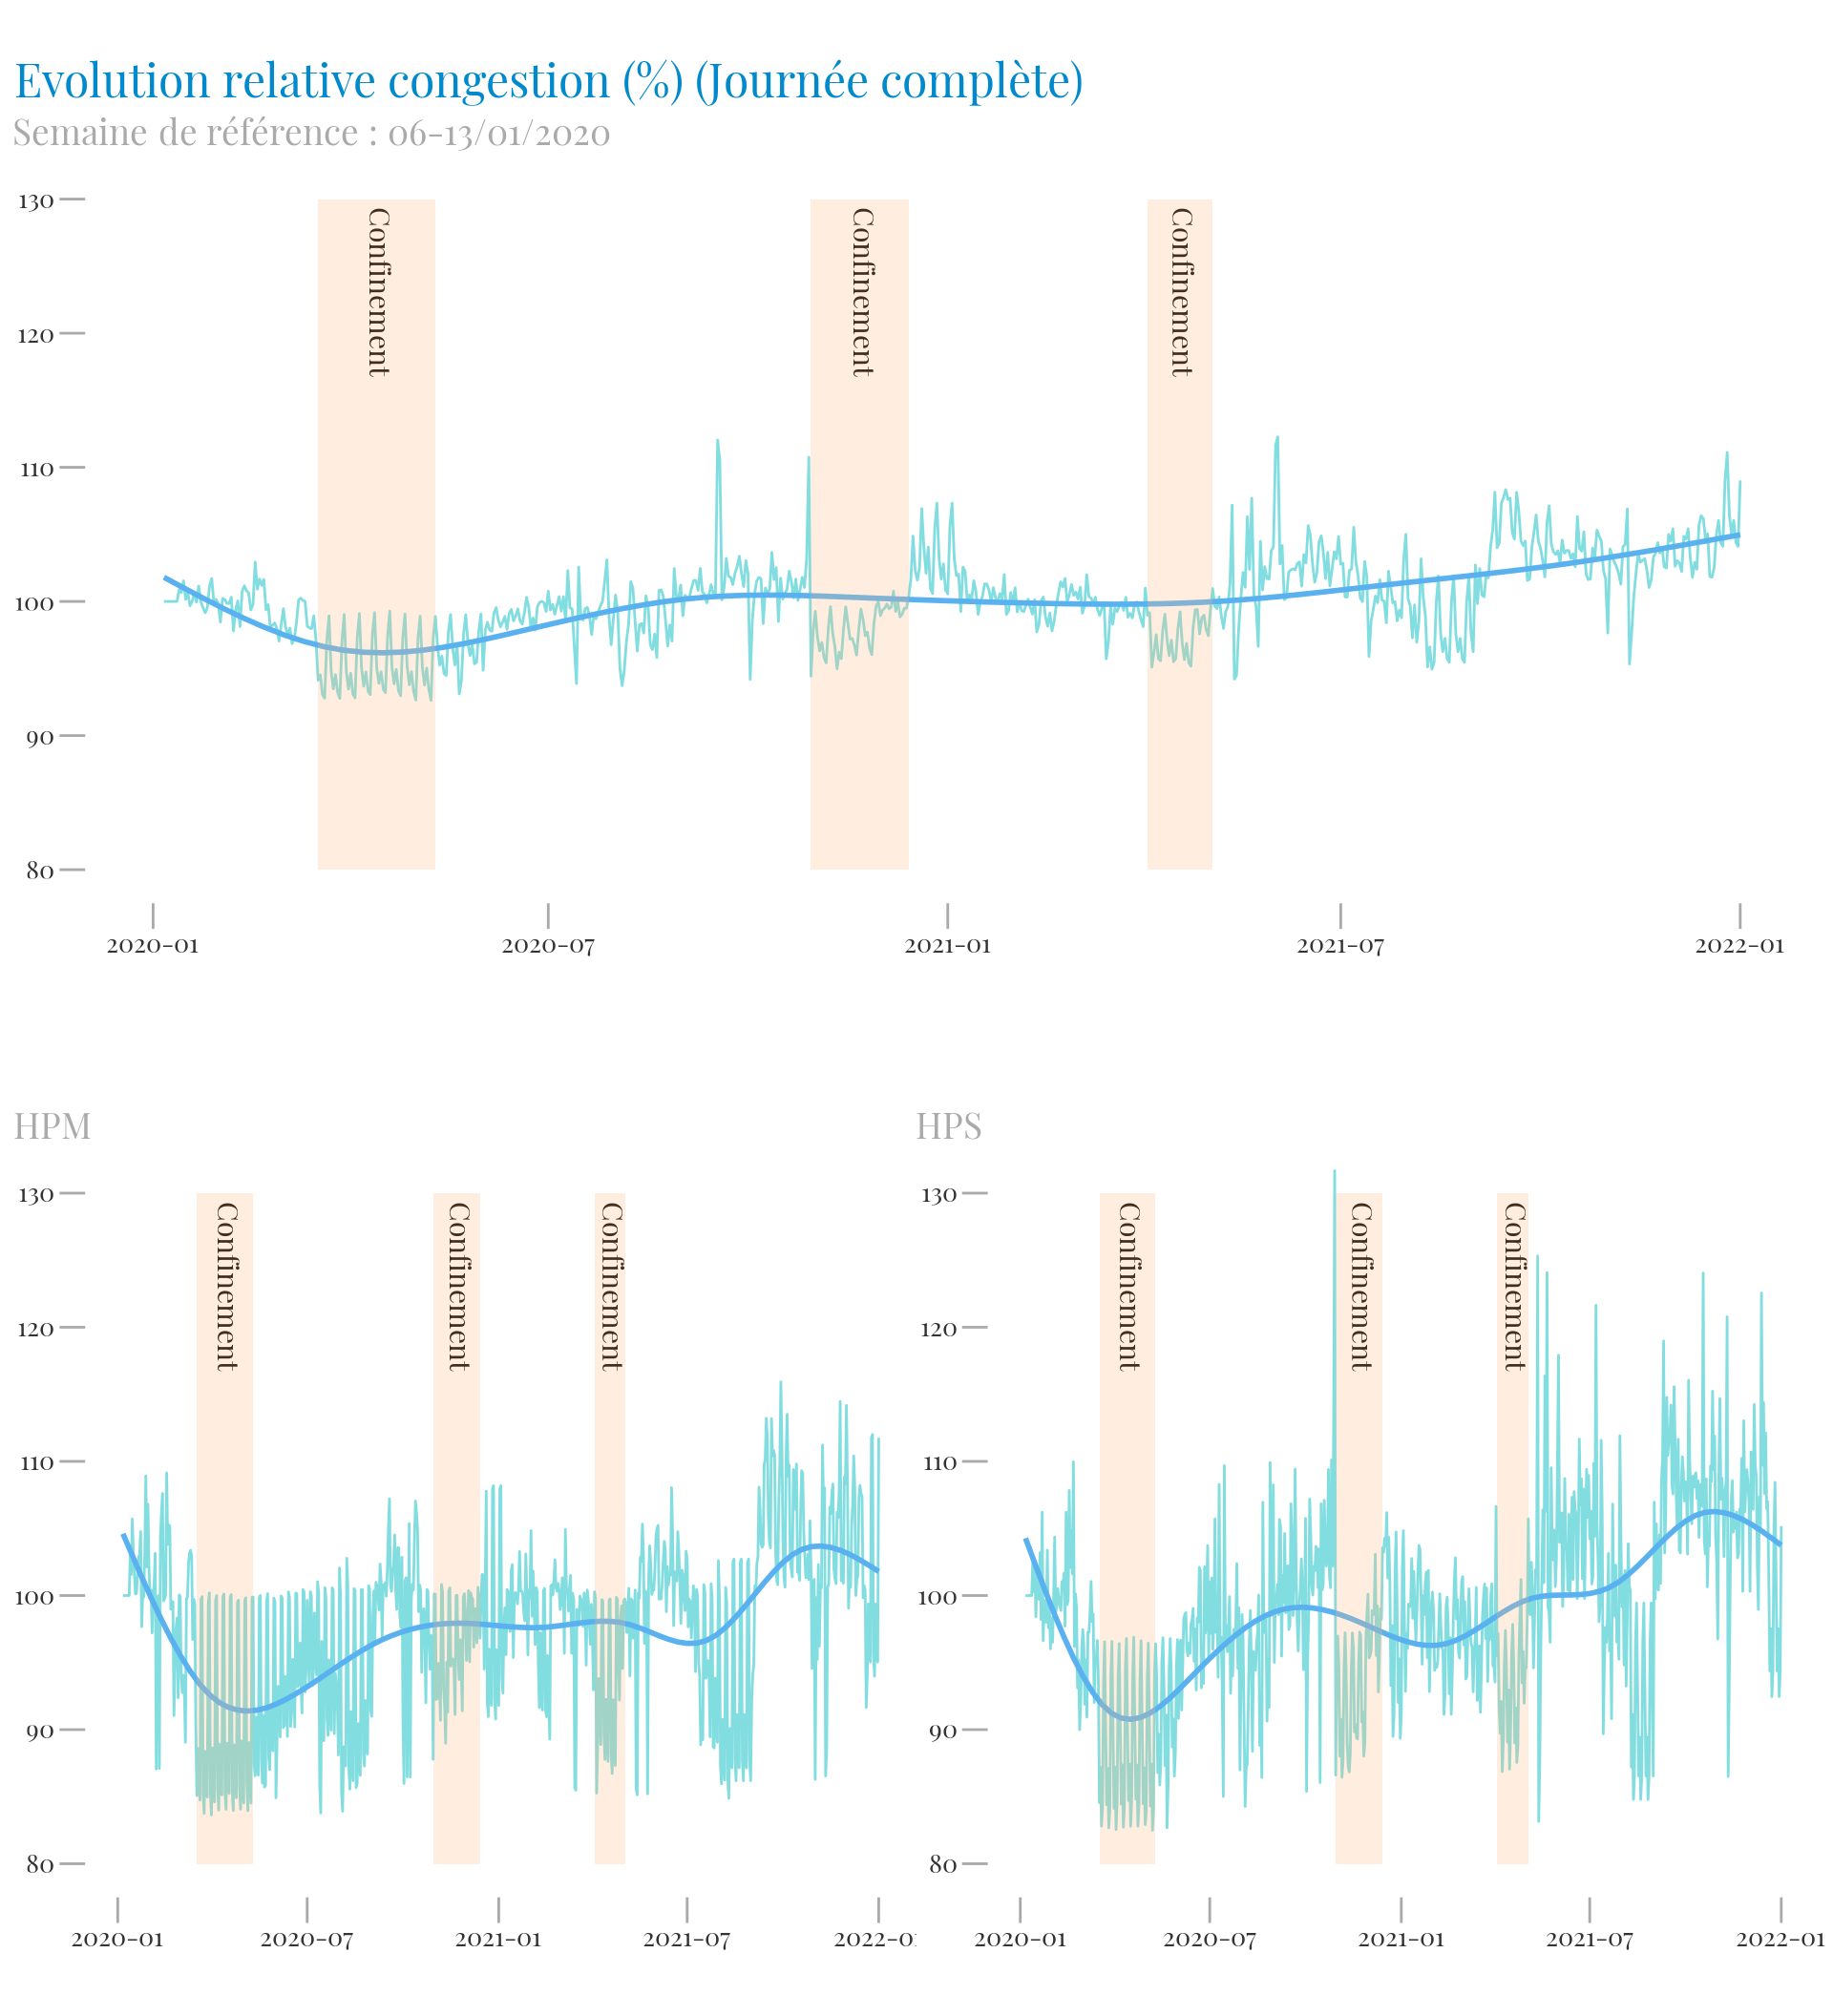 Evolution relative congestion (%) (Journée complète)
Semaine de référence : 06-13/01/2020
130
120
110
100
90
80
Confinement
Confinement
Confinement
2020-01
2020-07
2021-01
2021-07
2022-01
HPM
130
120
110
100
90
80
Confinement
Confinement
Confinement
2020-01
2020-07
2021-01
2021-07
2022-0
HPS
130
120
110
100
90
80
Confinement
Confinement
Confinement
2020-01
2020-07
2021-01
2021-07
2022-01